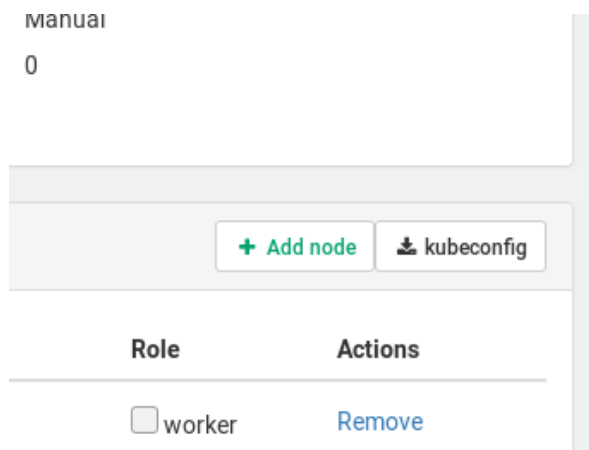 Manual
0
Add node kubeconfig
Role Actions
worker Remove